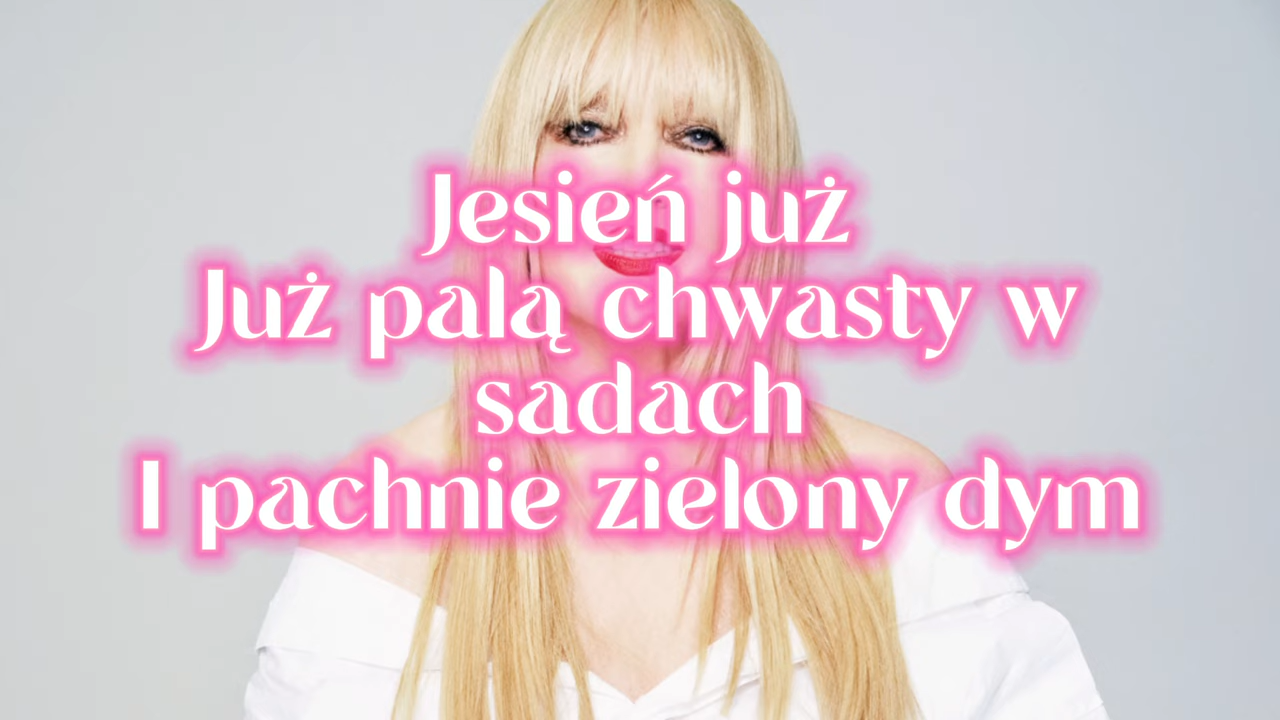 Jesień już
Już palą chwasty w
sadach
I pachnie zielony dym